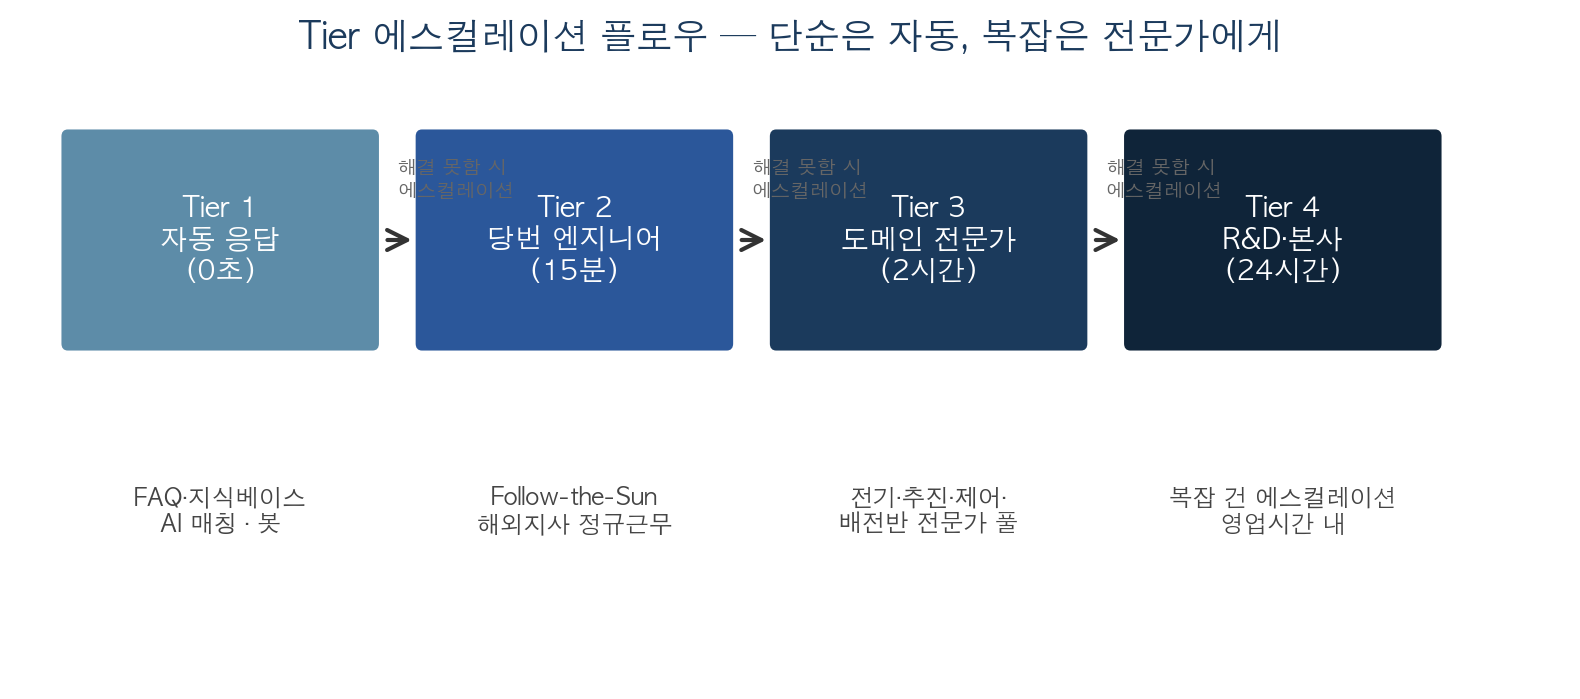 Tier 에스컬레이션 플로우 — 단순은 자동, 복잡은 전문가에게
Tier 1
자동 응답
(0초)
해결 못함 시
에스컬레이션
Tier 2
당번 엔지니어
(15분)
해결 못함 시
에스컬레이션
Tier 3
도메인 전문가
(2시간)
해결 못함 시
에스컬레이션
Tier 4
R&D·본사
(24시간)
FAQ·지식베이스
AI 매칭 · 봇
Follow-the-Sun
해외지사 정규근무
전기·추진·제어·
배전반 전문가 풀
복잡 건 에스컬레이션
영업시간 내